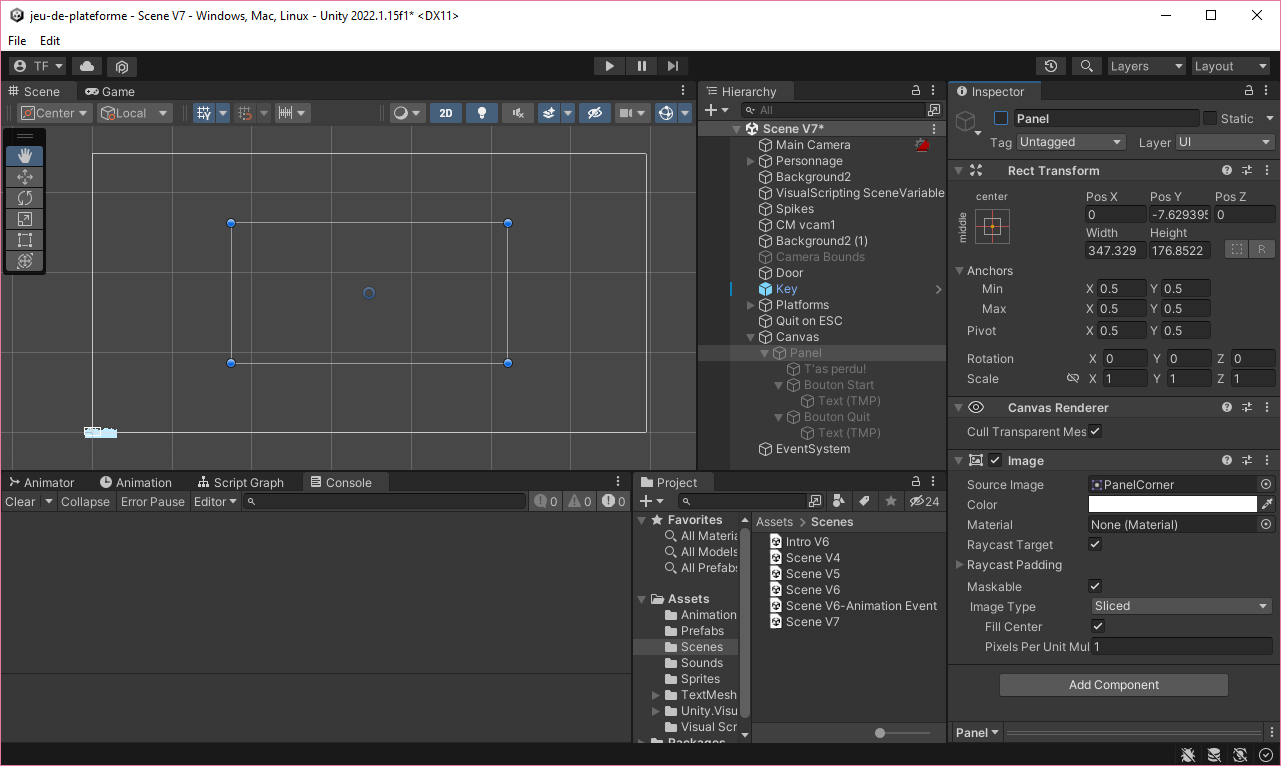 jeu-de-plateforme - Scene V7 - Windows, Mac, Linux - Unity 2022.1.15f1* <DX11>
File Edit
TF
Layers Layout
Scene Game
Center Local 2D
Hierarchy
All
Scene V7*
Main Camera
Personnage
Background2
VisualScripting SceneVariable
Spikes
CM vcam1
Background2 (1)
Camera Bounds
Door
Key
Platforms
Quit on ESC
Canvas
Panel
T'as perdu!
Bouton Start
Text (TMP)
Bouton Quit
Text (TMP)
EventSystem
Inspector
Panel Static
Tag Untagged Layer UI
Rect Transform
center
middle
Pos X Pos Y Pos Z
0 -7.629395 0
Width Height
347.329 176.8522 R
Anchors
Min X 0.5 Y 0.5
Max X 0.5 Y 0.5
Pivot X 0.5 Y 0.5
Rotation X 0 Y 0 Z 0
Scale X 1 Y 1 Z 1
Canvas Renderer
Cull Transparent Mes
Image
Source Image PanelCorner
Color
Material None (Material)
Raycast Target
Raycast Padding
Maskable
Image Type Sliced
Fill Center
Pixels Per Unit Mul 1
Add Component
Panel
Animator Animation Script Graph Console
Clear Collapse Error Pause Editor 0 0 0
Project
24
Favorites
All Materia
All Models
All Prefabs
Assets
Animation
Prefabs
Scenes
Sounds
Sprites
TextMesh
Unity.Visu
Visual Scr
Packages
Assets > Scenes
Intro V6
Scene V4
Scene V5
Scene V6
Scene V6-Animation Event
Scene V7